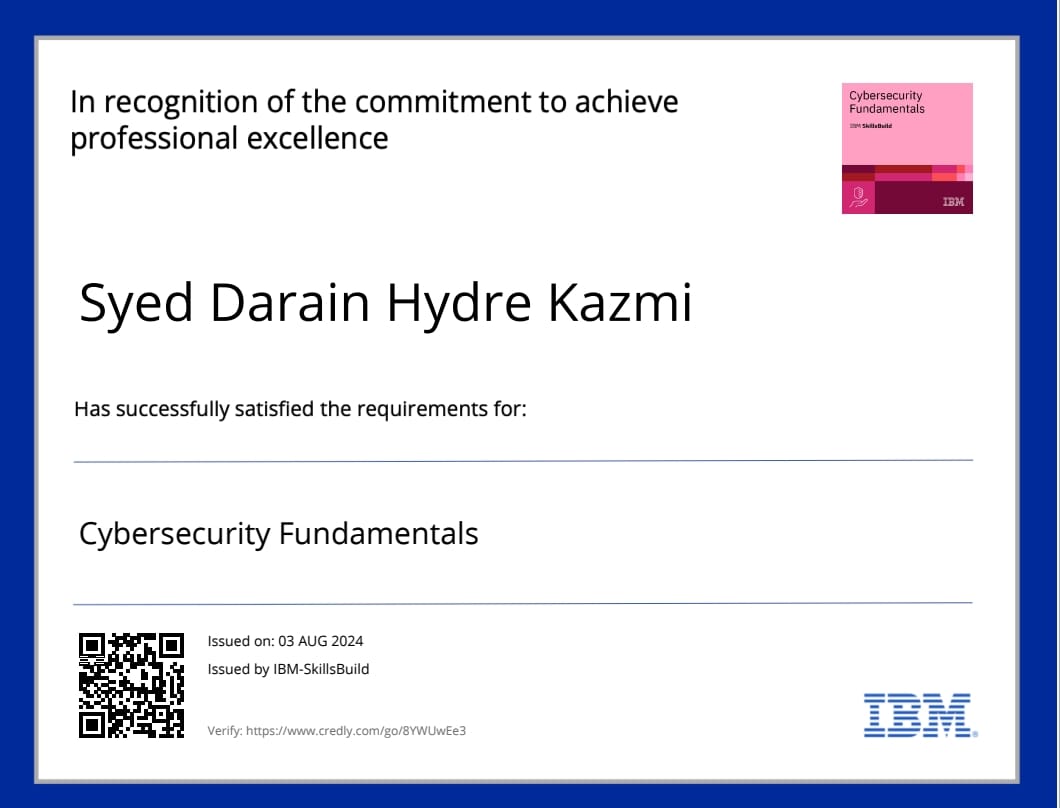 In recognition of the commitment to achieve
professional excellence
Cybersecurity
Fundamentals
IBM SkillsBuild
IBM
Syed Darain Hydre Kazmi
Has successfully satisfied the requirements for:
Cybersecurity Fundamentals
Issued on: 03 AUG 2024
Issued by IBM-SkillsBuild
Verify: https://www.credly.com/go/8YWUwEe3
IBM®